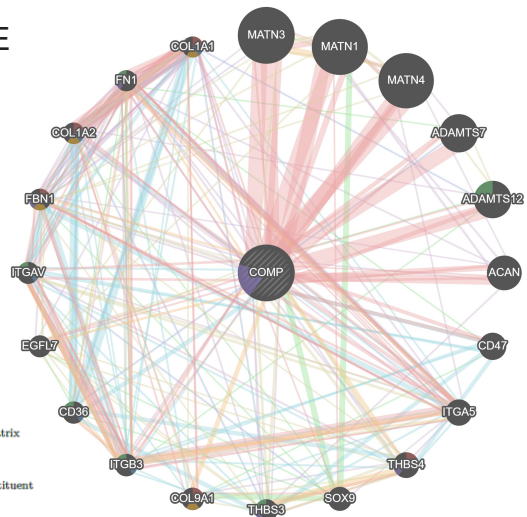 E
MATN3
COL1A1
MATN1
FN1
MATN4
COL1A2
ADAMTS7
FBN1
ADAMTS12
ITGAV
COMP
ACAN
EGFL7
CD47
CD36
ITGA5
trix
ITGB3
THBS4
tituent
COL9A1
SOX9
THBS3